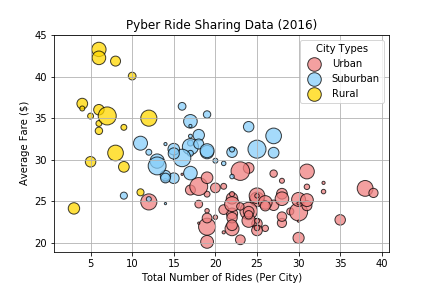 Pyber Ride Sharing Data (2016)
City Types
Urban
Suburban
Rural
Average Fare ($)
45
40
35
30
25
20
5 10 15 20 25 30 35 40
Total Number of Rides (Per City)